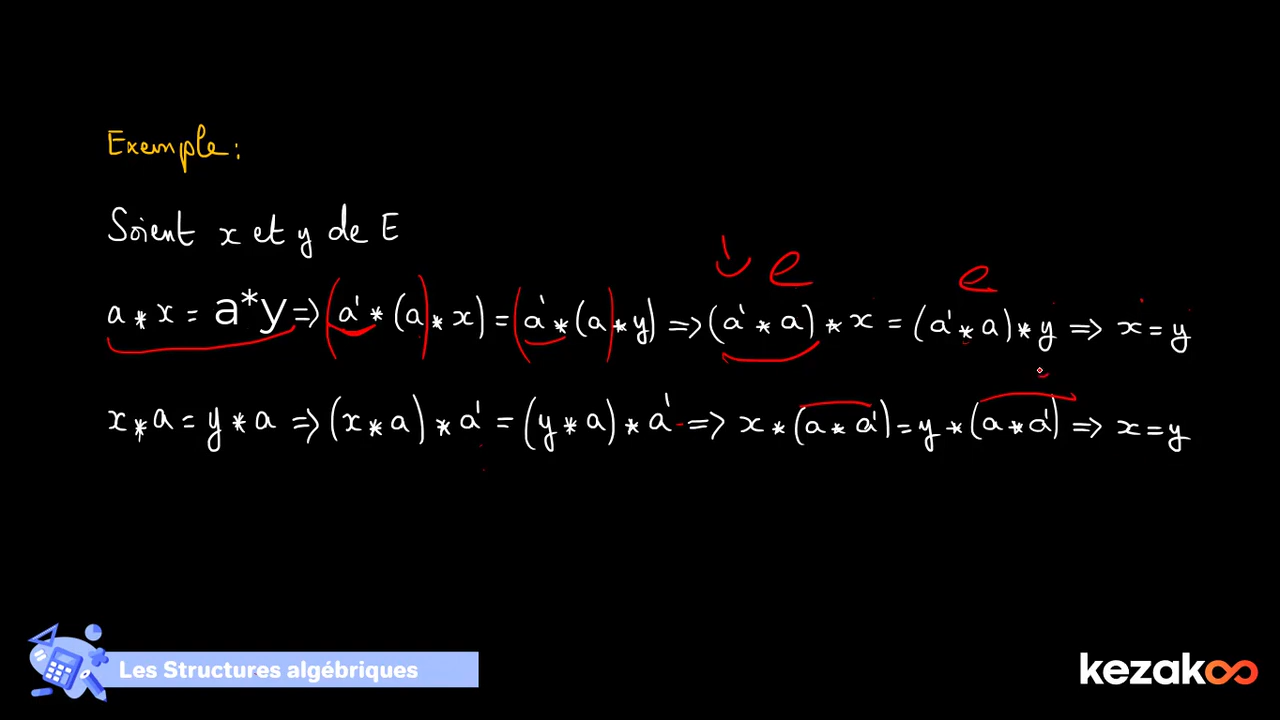 Exemple:
Soient x et y de E
e e
a * x = a*y => (a' * (a) * x) = (a' * (a) * y) => (a' * a) * x = (a' * a) * y => x = y
x * a = y * a => (x * a) * a' = (y * a) * a' => x * (a * a') = y * (a * a') => x = y
Les Structures algébriques
kezakoo